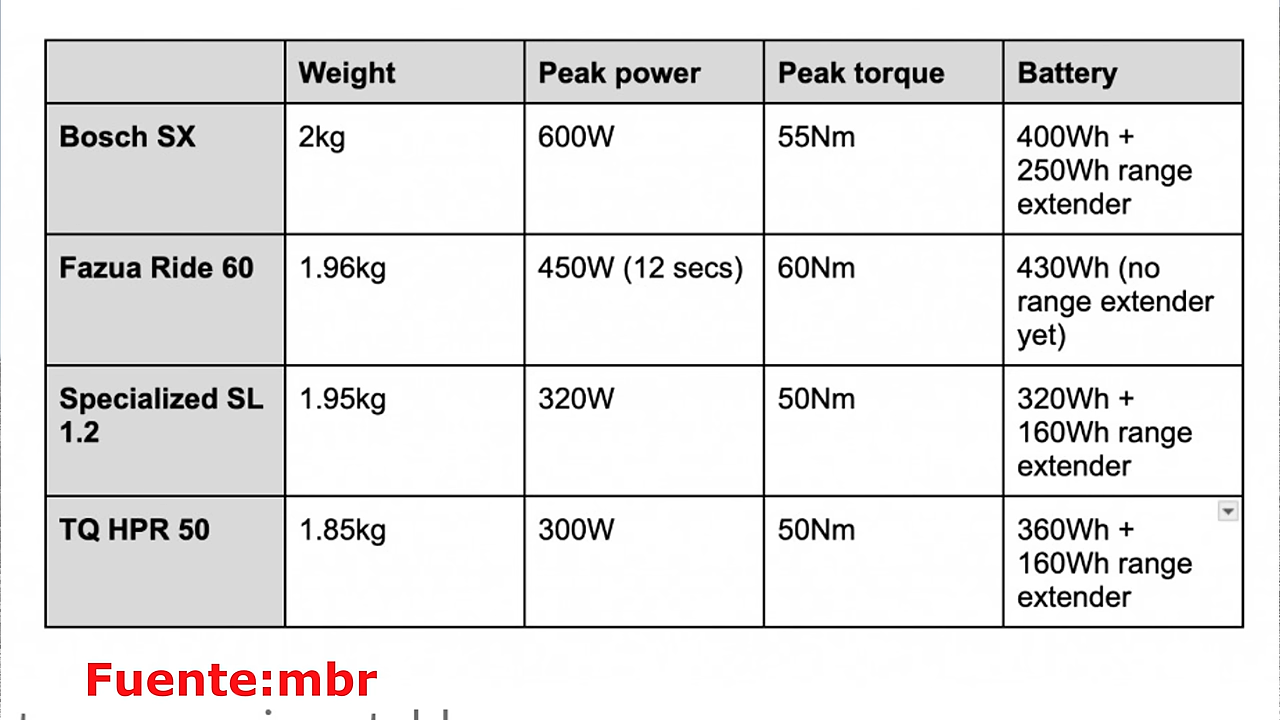 Weight Peak power Peak torque Battery
Bosch SX 2kg 600W 55Nm 400Wh +
250Wh range
extender
Fazua Ride 60 1.96kg 450W (12 secs) 60Nm 430Wh (no
range extender
yet)
Specialized SL 1.95kg 320W 50Nm 320Wh +
1.2 160Wh range
extender
TQ HPR 50 1.85kg 300W 50Nm 360Wh +
160Wh range
extender
Fuente:mbr